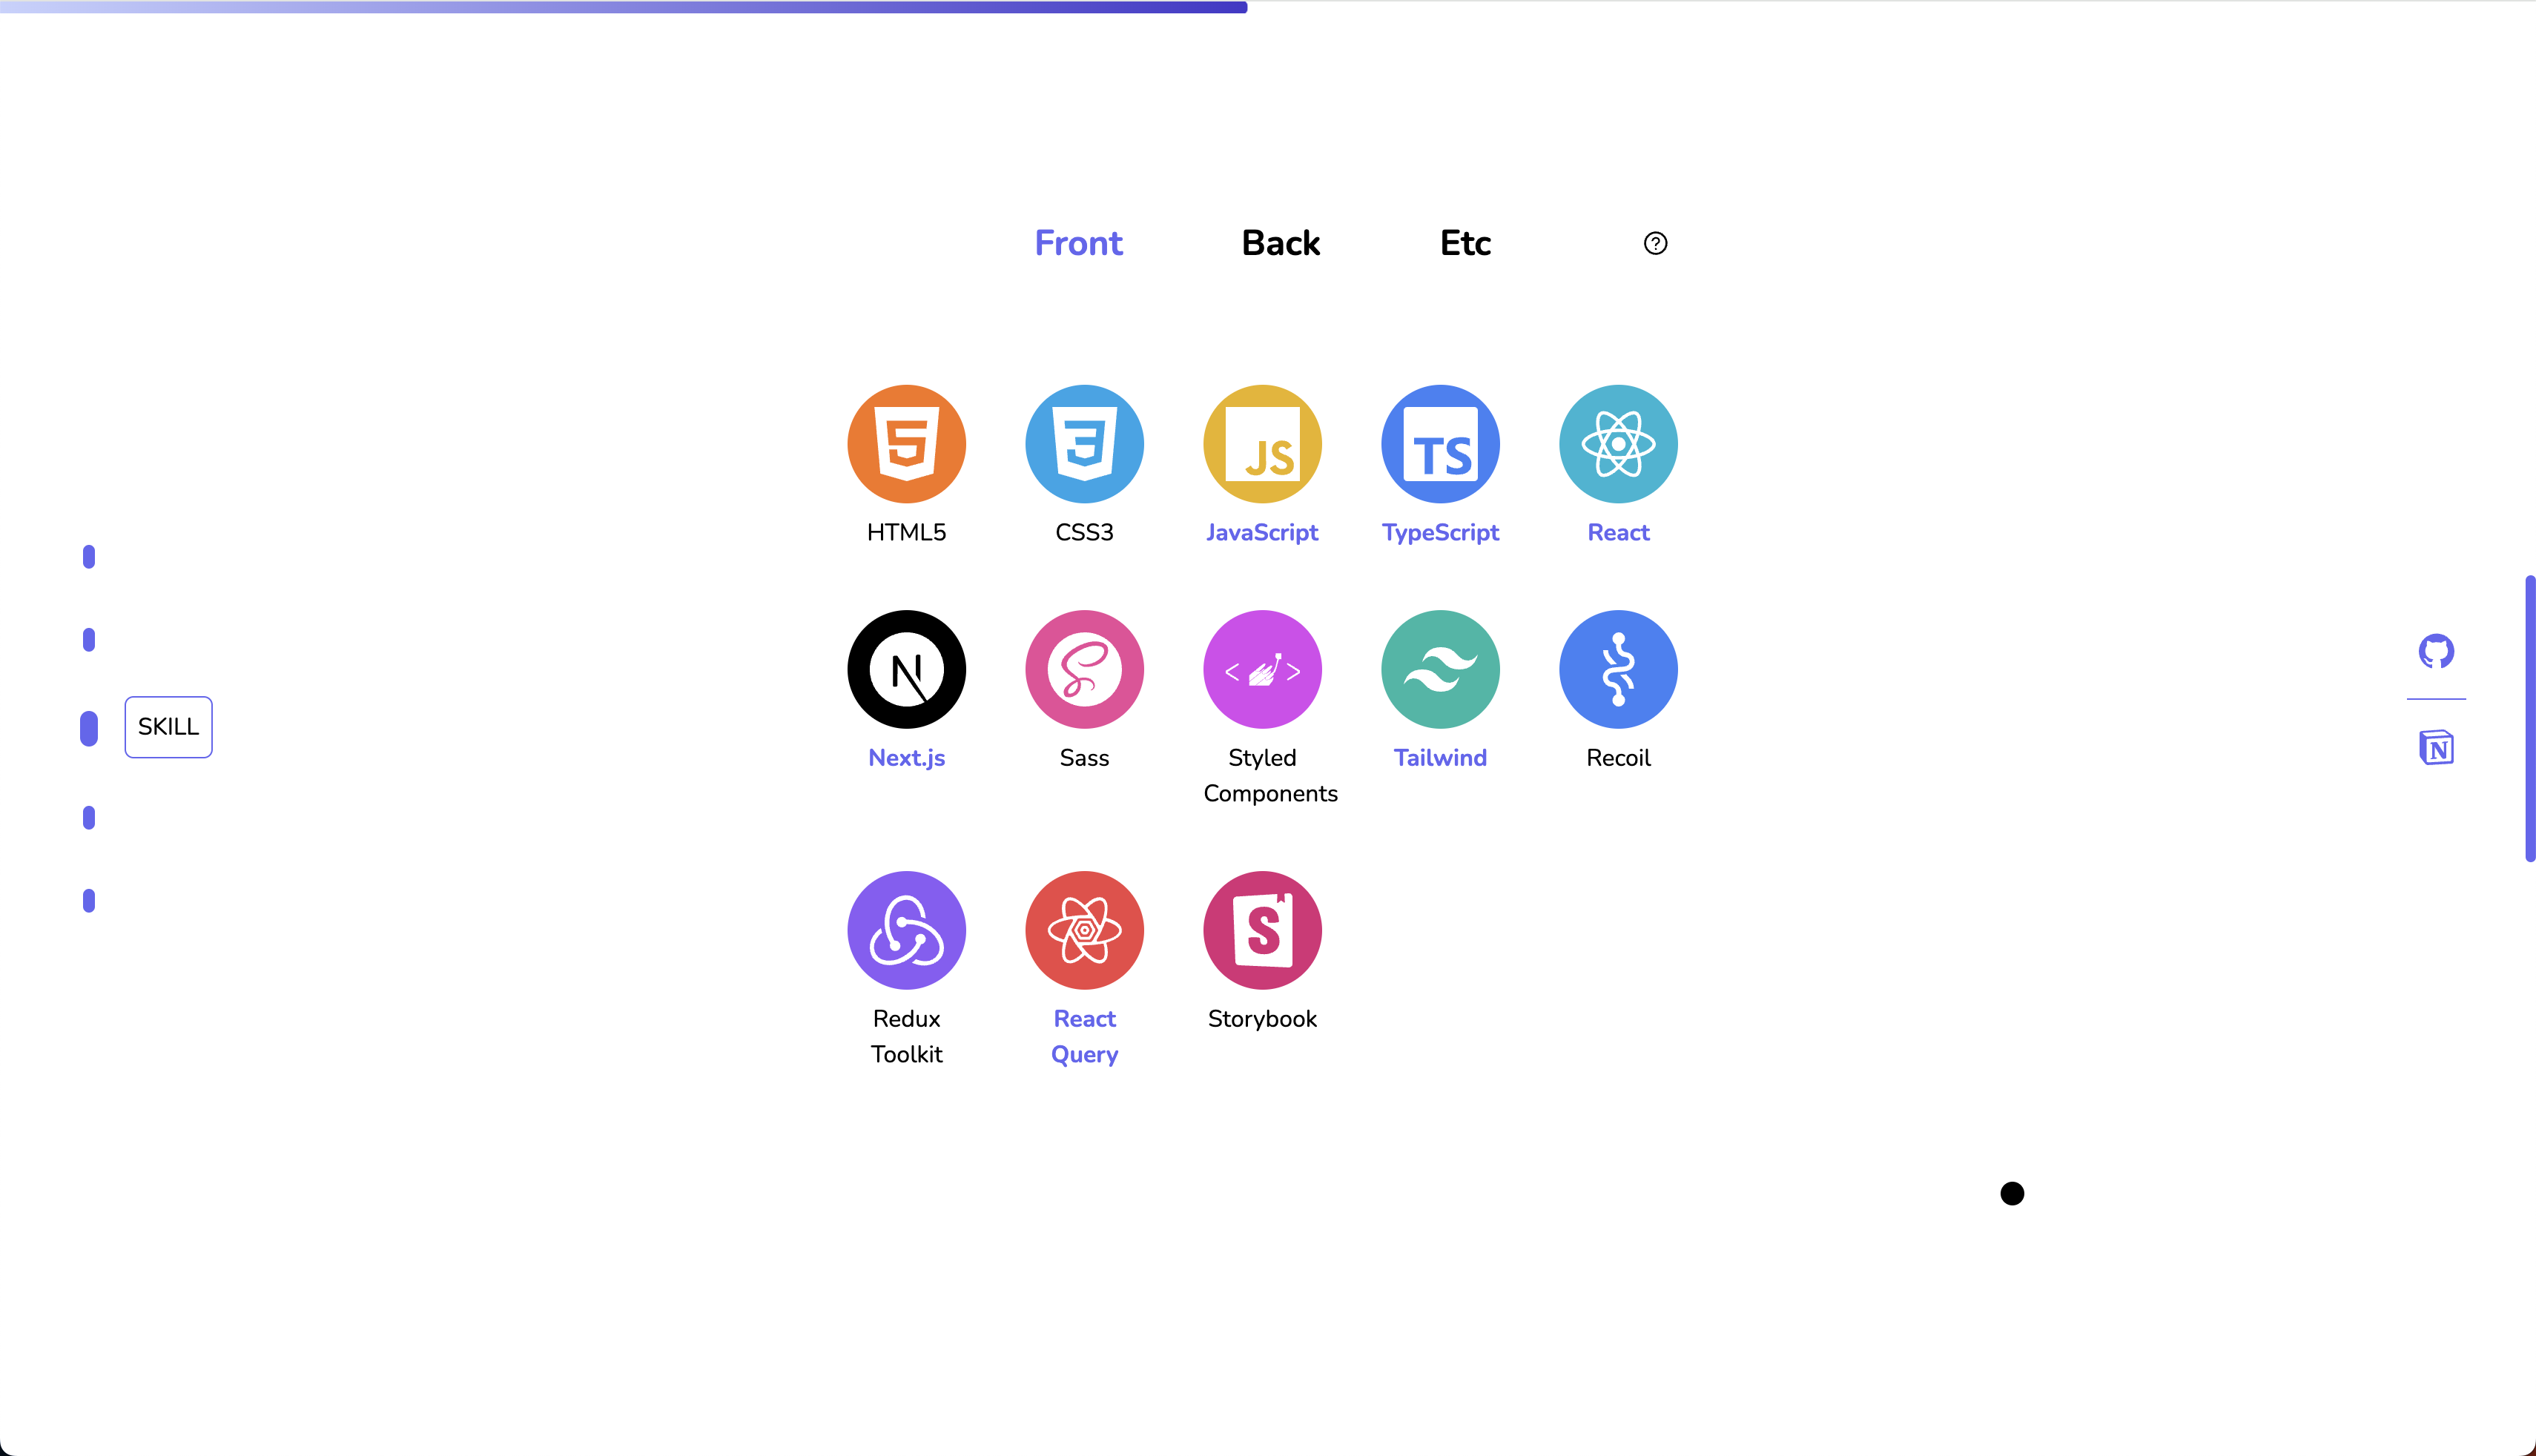 Front Back Etc ?
5 3 JS TS
HTML5 CSS3 JavaScript TypeScript React
SKILL
N < >
Next.js Sass Styled Tailwind Recoil
Components
N
S
Redux React Storybook
Toolkit Query